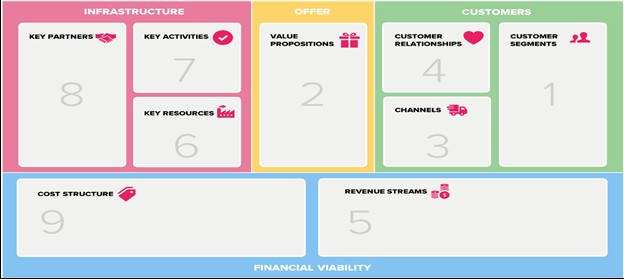 INFRASTRUCTURE
OFFER
CUSTOMERS
KEY PARTNERS
8
KEY ACTIVITIES
7
KEY RESOURCES
6
VALUE
PROPOSITIONS
2
CUSTOMER
RELATIONSHIPS
4
CHANNELS
3
CUSTOMER
SEGMENTS
1
COST STRUCTURE
9
REVENUE STREAMS
$
5
FINANCIAL VIABILITY